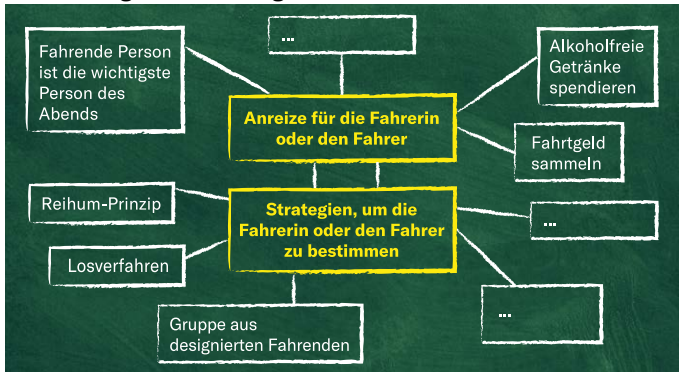 ...
Fahrende Person
ist die wichtigste
Person des
Abends
Alkoholfreie
Getränke
spendieren
Anreize für die Fahrerin
oder den Fahrer
Fahrtgeld
sammeln
Reihum-Prinzip
Strategien, um die
Fahrerin oder den Fahrer
zu bestimmen
...
Losverfahren
...
Gruppe aus
designierten Fahrenden